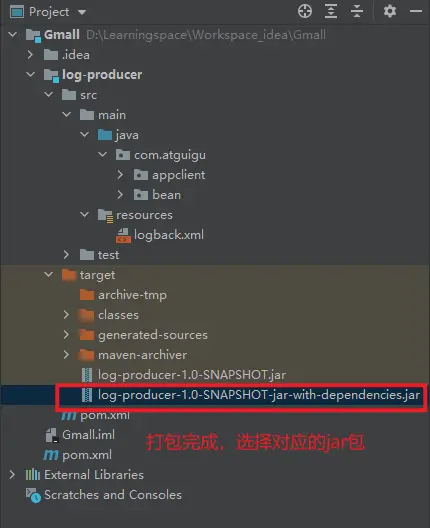 Project
Gmall D:\Learningspace\Workspace_idea\Gmall
.idea
log-producer
src
main
java
com.atguigu
appclient
bean
resources
logback.xml
test
target
archive-tmp
classes
generated-sources
maven-archiver
log-producer-1.0-SNAPSHOT.jar
log-producer-1.0-SNAPSHOT-jar-with-dependencies.jar
pom.xml
Gmall.iml
打包完成，选择对应的jar包
pom.xml
External Libraries
Scratches and Consoles